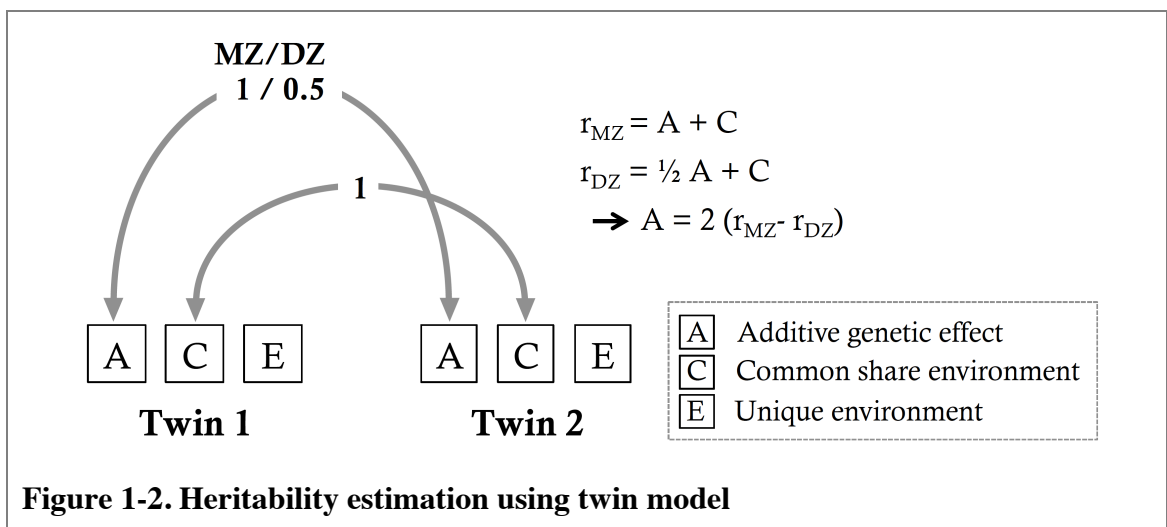 MZ/DZ
1 / 0.5
1
r_MZ = A + C
r_DZ = ½ A + C
➔ A = 2 (r_MZ- r_DZ)
A C E A C E
Twin 1 Twin 2
A Additive genetic effect
C Common share environment
E Unique environment
Figure 1-2. Heritability estimation using twin model